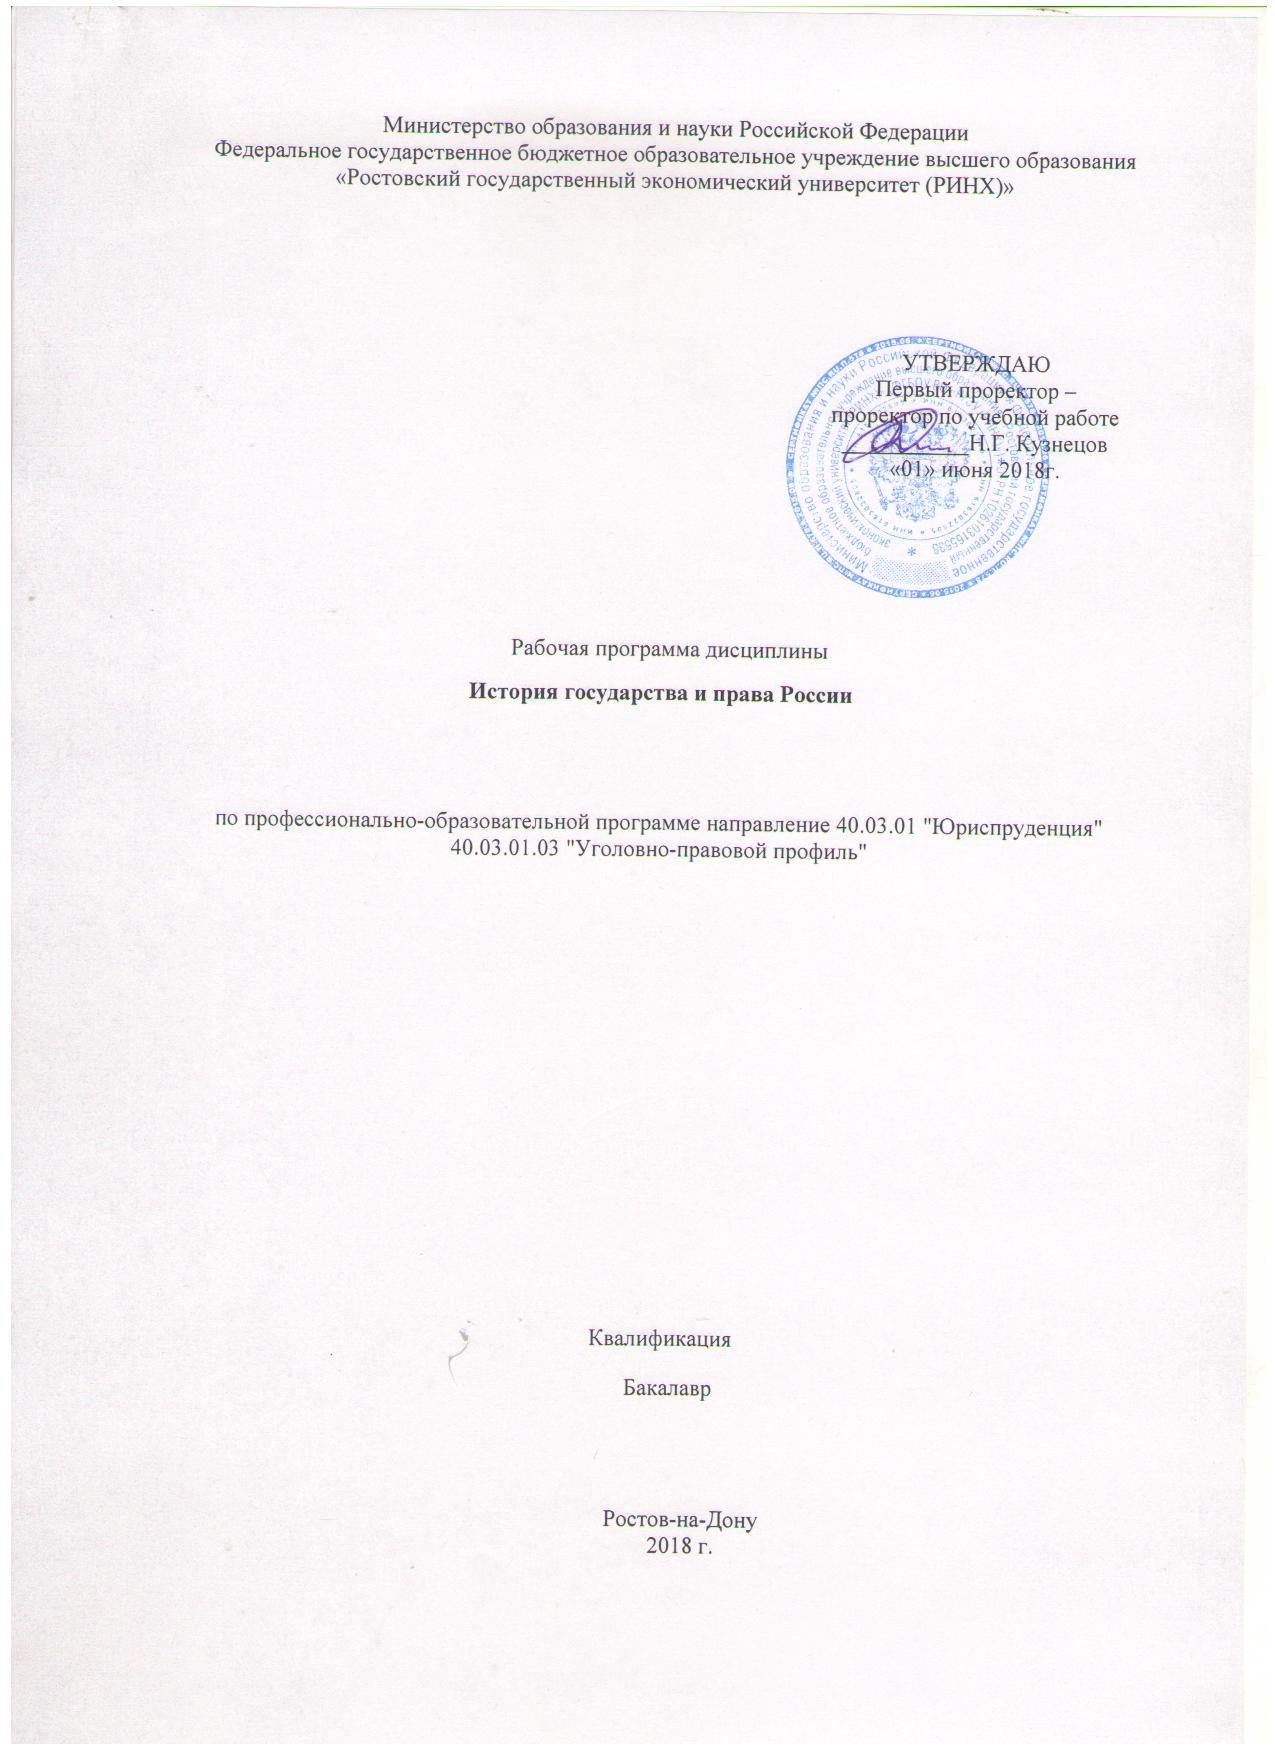 Министерство образования и науки Российской Федерации
Федеральное государственное бюджетное образовательное учреждение высшего образования
«Ростовский государственный экономический университет (РИНХ)»
УТВЕРЖДАЮ
Первый проректор –
проректор по учебной работе
Н.Г. Кузнецов
«01» июня 2018г.
Рабочая программа дисциплины
История государства и права России
по профессионально-образовательной программе направление 40.03.01 "Юриспруденция"
40.03.01.03 "Уголовно-правовой профиль"
Квалификация
Бакалавр
Ростов-на-Дону
2018 г.